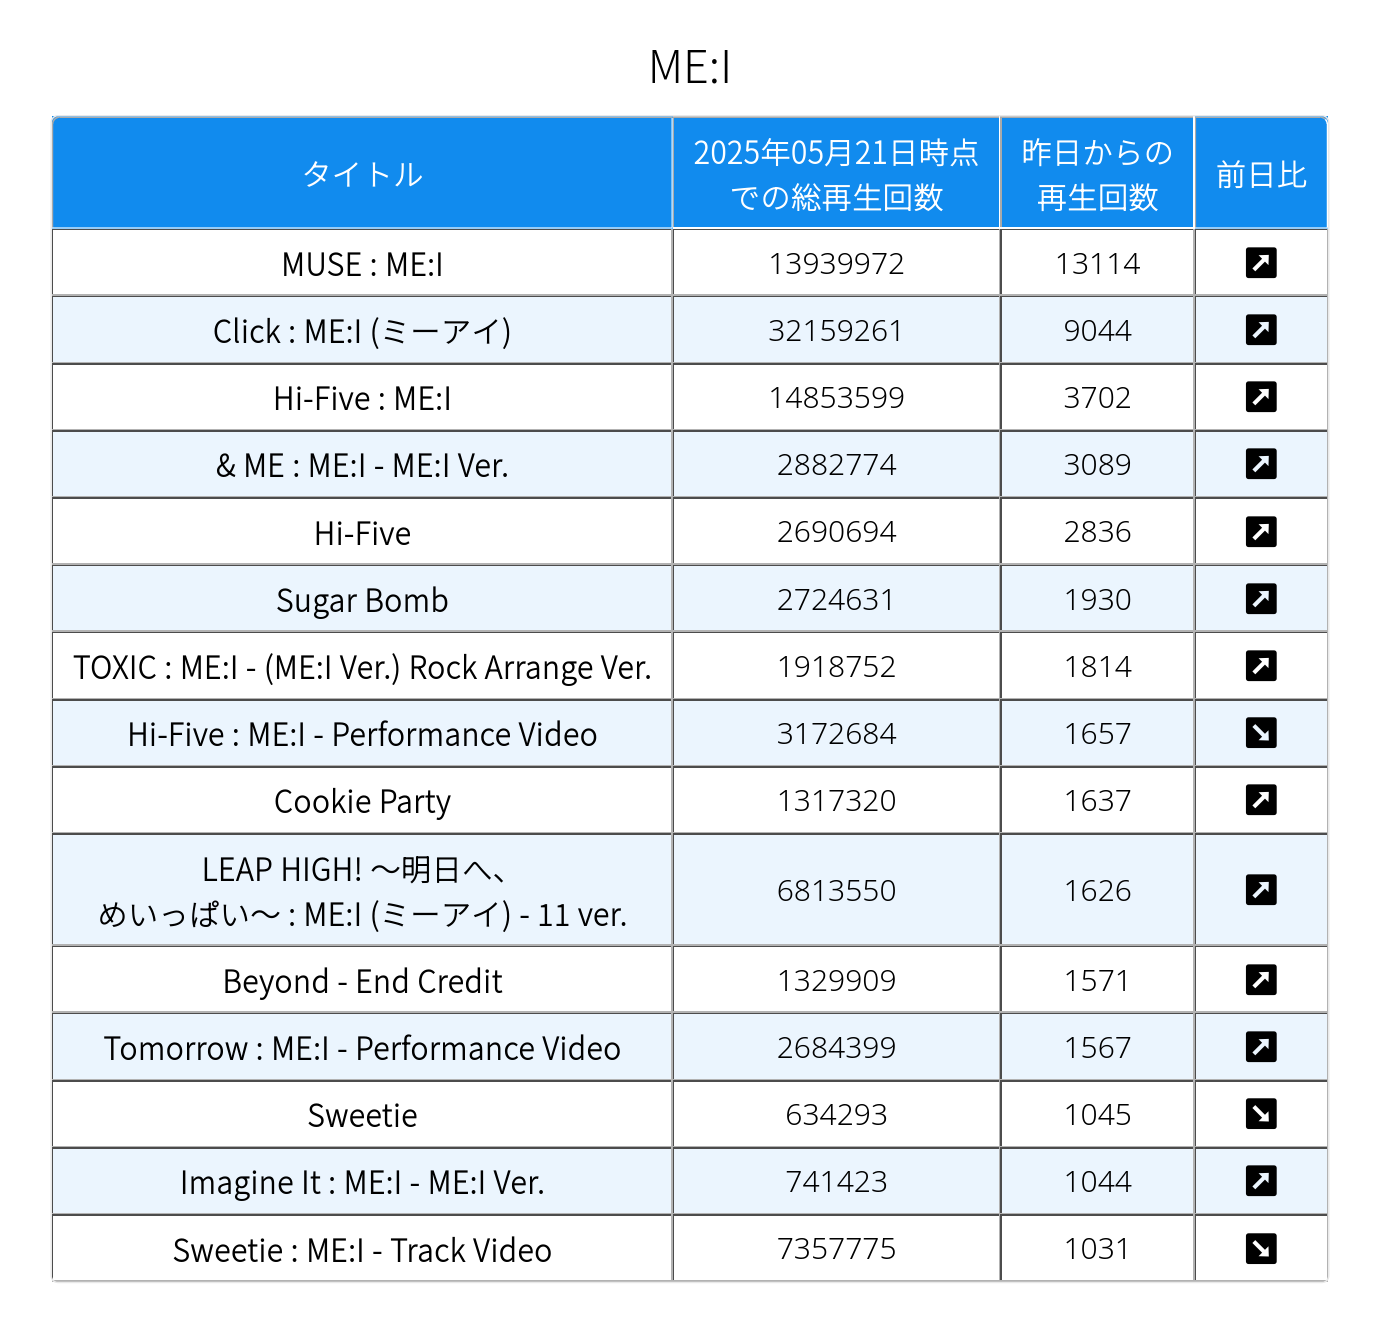 ME:I
タイトル
2025年05月21日時点
での総再生回数
昨日からの
再生回数
前日比
MUSE : ME:I 13939972 13114
Click : ME:I (ミーアイ) 32159261 9044
Hi-Five : ME:I 14853599 3702
& ME : ME:I - ME:I Ver. 2882774 3089
Hi-Five 2690694 2836
Sugar Bomb 2724631 1930
TOXIC : ME:I - (ME:I Ver.) Rock Arrange Ver. 1918752 1814
Hi-Five : ME:I - Performance Video 3172684 1657
Cookie Party 1317320 1637
LEAP HIGH! 〜明日へ、
めいっぱい〜 : ME:I (ミーアイ) - 11 ver. 6813550 1626
Beyond - End Credit 1329909 1571
Tomorrow : ME:I - Performance Video 2684399 1567
Sweetie 634293 1045
Imagine It : ME:I - ME:I Ver. 741423 1044
Sweetie : ME:I - Track Video 7357775 1031